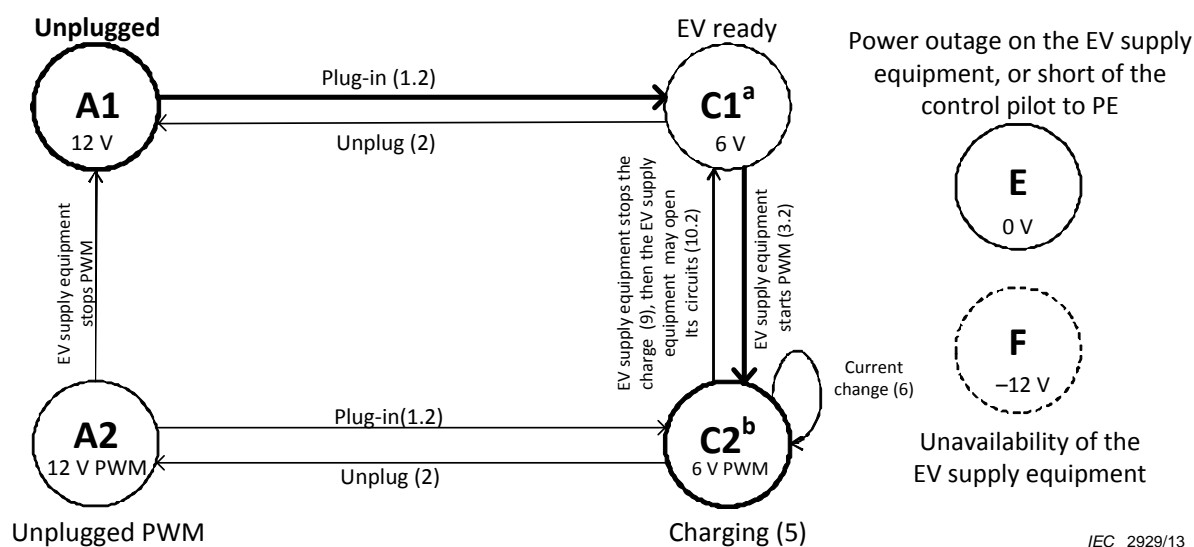 Unplugged
A1
12 V
Plug-in (1.2)
Unplug (2)
EV ready
C1a
6 V
Power outage on the EV supply
equipment, or short of the
control pilot to PE
E
0 V
EV supply equipment
stops PWM
EV supply equipment stops the
charge (9), then the EV supply
equipment may open
Its circuits (10.2)
EV supply equipment
starts PWM (3.2)
F
–12 V
Current
change (6)
A2
12 V PWM
Plug-in(1.2)
Unplug (2)
C2b
6 V PWM
Unavailability of the
EV supply equipment
Unplugged PWM
Charging (5)
IEC 2929/13